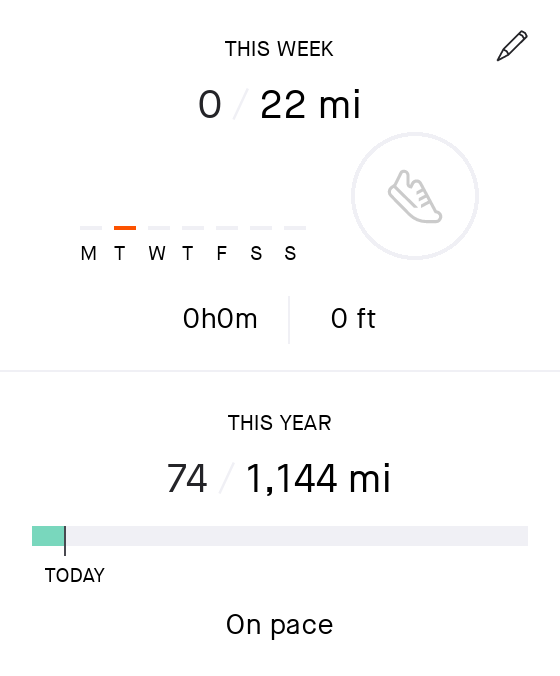 THIS WEEK
0 / 22 mi
M T W T F S S
0h0m 0 ft
THIS YEAR
74 / 1,144 mi
TODAY
On pace